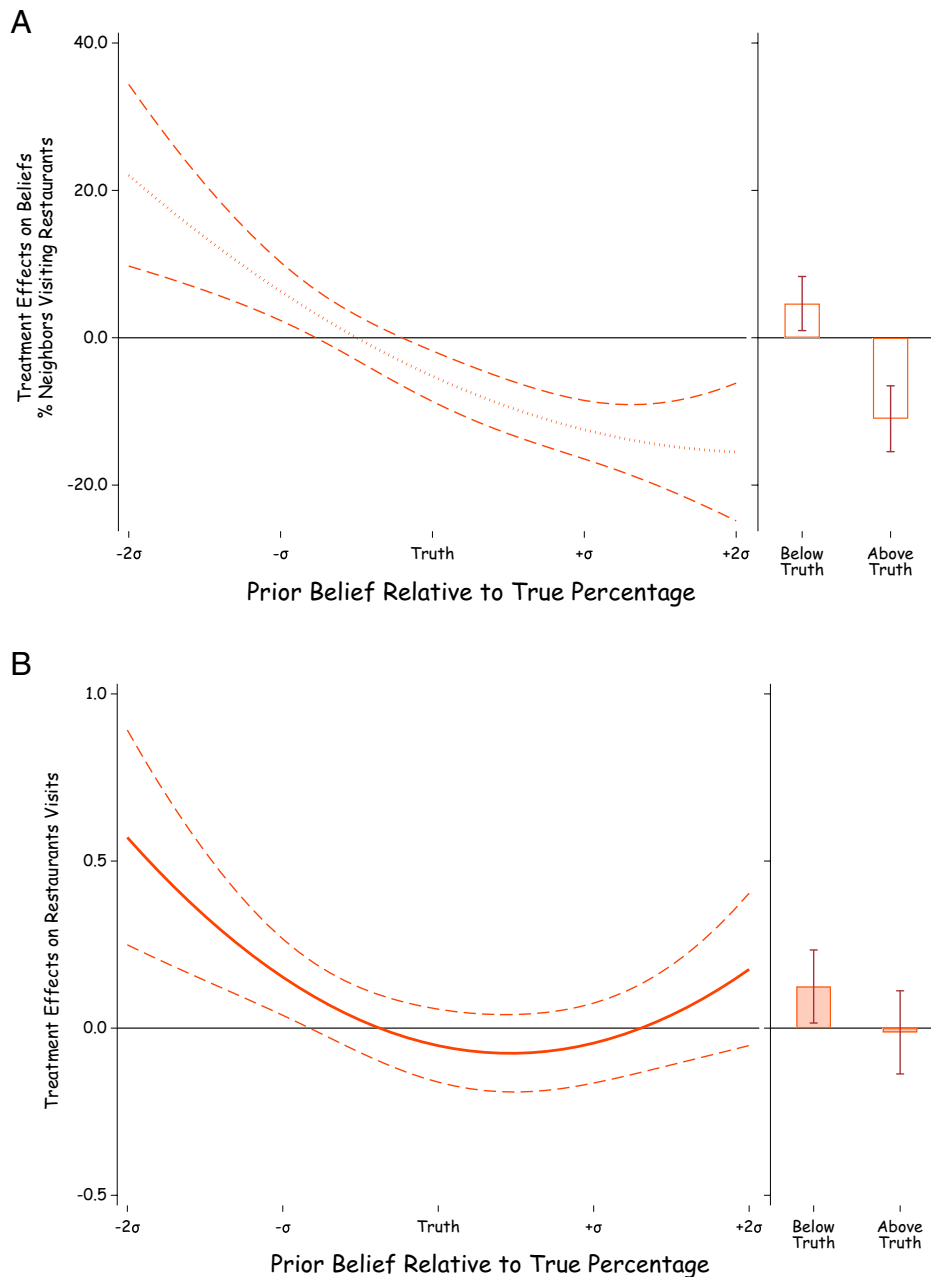 A
40.0
20.0
0.0
-20.0
Treatment Effects on Beliefs
% Neighbors Visiting Restaurants
-2σ
-σ
Truth
+σ
+2σ
Below
Truth
Above
Truth
Prior Belief Relative to True Percentage
B
1.0
0.5
0.0
-0.5
Treatment Effects on Restaurants Visits
-2σ
-σ
Truth
+σ
+2σ
Below
Truth
Above
Truth
Prior Belief Relative to True Percentage